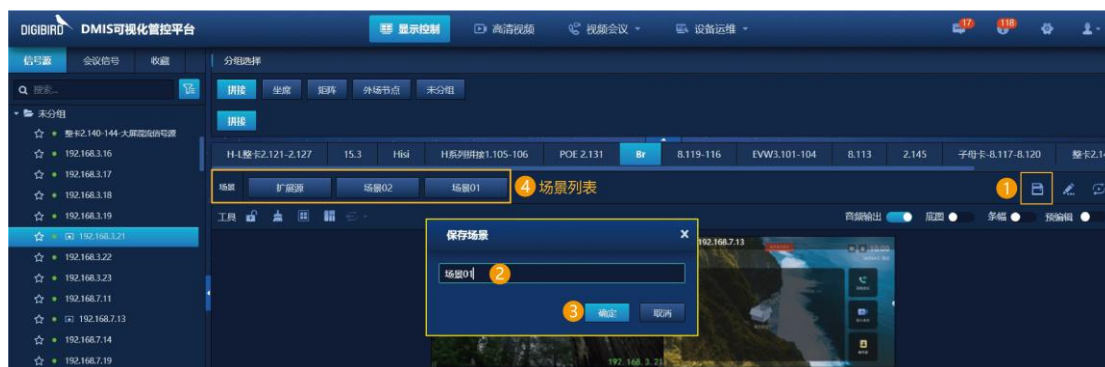 DIGIBIRD DMIS可视化管控平台 显示控制 高清视频 视频会议 设备运维 17 118
信号源 会议信号 收藏 分组选择
搜索... 拼接 坐席 矩阵 外场节点 未分组
未分组
拼接
整卡2.140-144-大屏混流信号源
192.168.3.16 H-L整卡2.121-2.127 15.3 Hisi H系列拼接1.105-106 POE 2.131 Br 8.119-116 EVW3.101-104 8.113 2.145 子母卡-8.117-8.120 整卡2.14
192.168.3.17
192.168.3.18 场景 扩展源 场景02 场景01 4 场景列表 1
192.168.3.19 工具 音频输出 底图 条幅 预编辑
192.168.3.21 保存场景 X 192.168.7.13 10:00
192.168.3.22
192.168.3.23 场景01 2
192.168.7.11
192.168.7.13 3 确定 取消
192.168.7.14
192.168.7.19 192.168.3.21